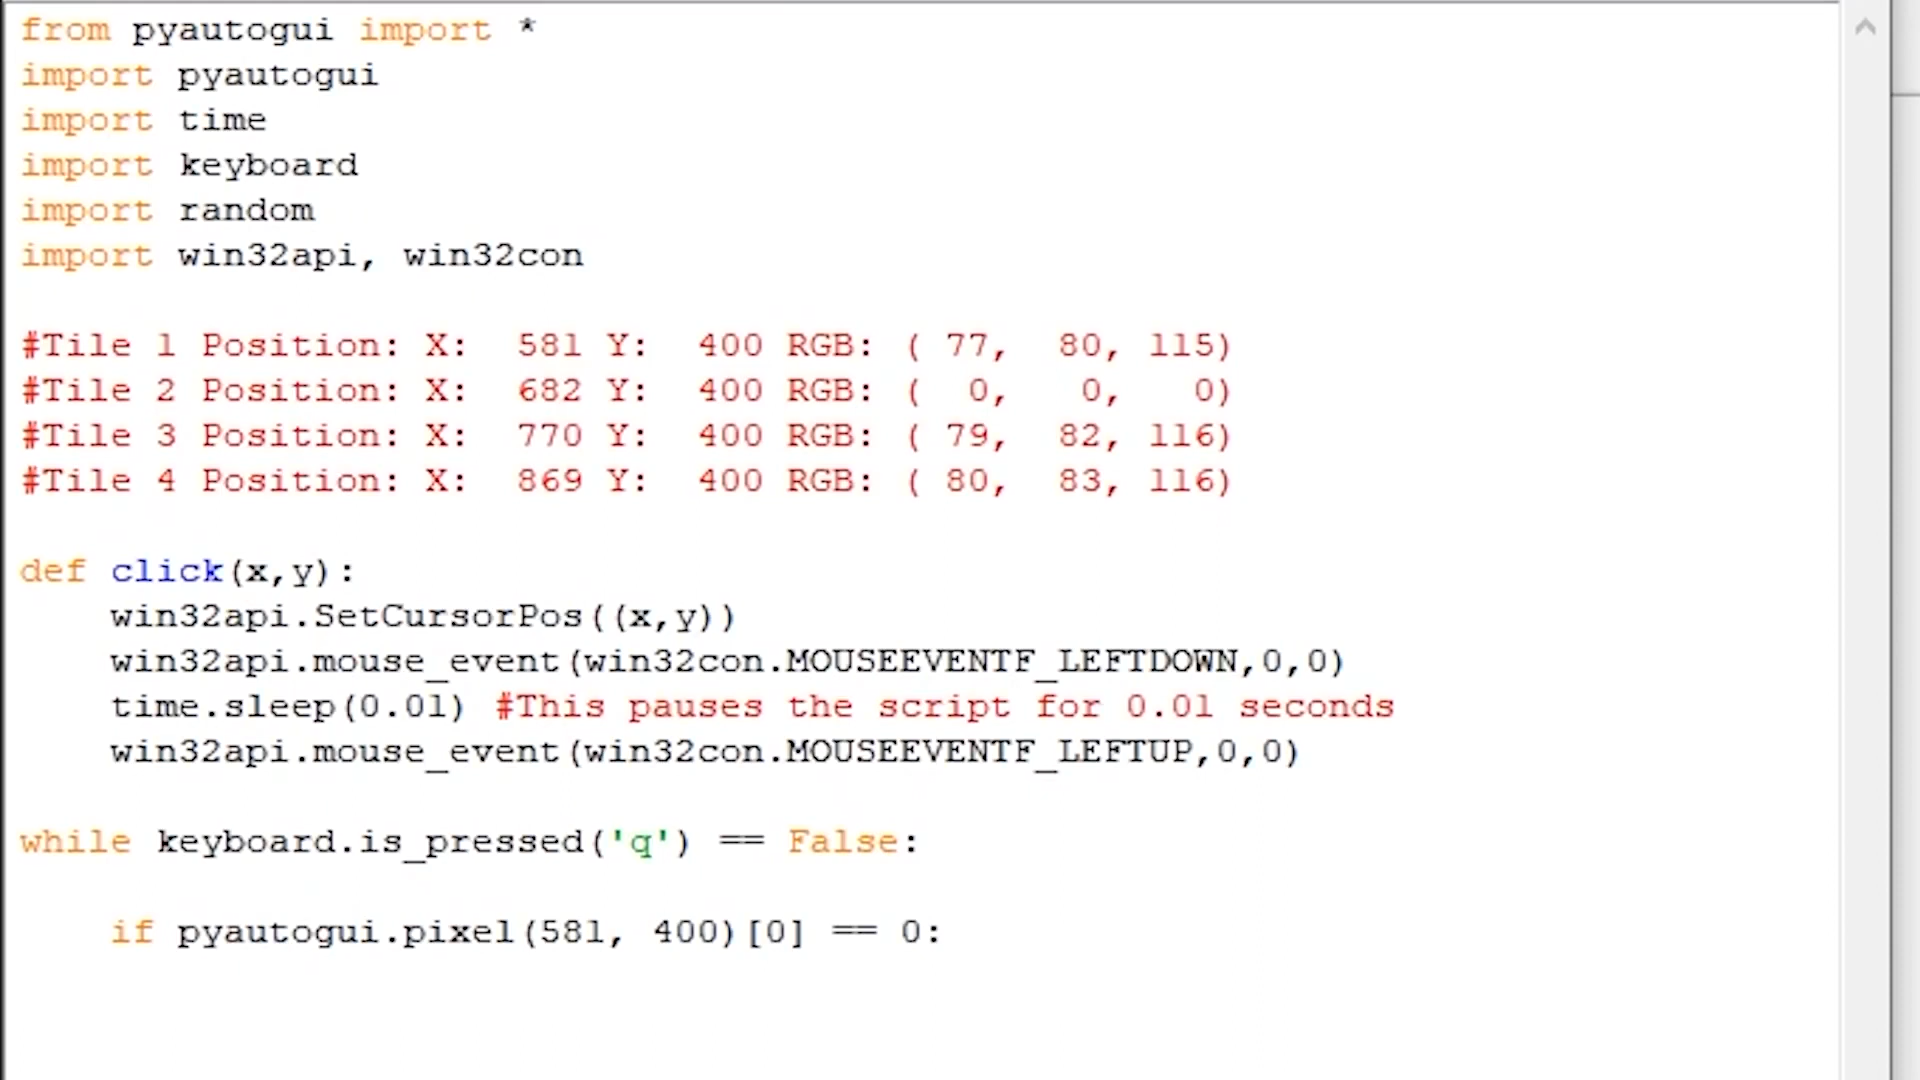 from pyautogui import *
import pyautogui
import time
import keyboard
import random
import win32api, win32con
#Tile 1 Position: X:  581 Y:  400 RGB: ( 77,  80, 115)
#Tile 2 Position: X:  682 Y:  400 RGB: (  0,   0,   0)
#Tile 3 Position: X:  770 Y:  400 RGB: ( 79,  82, 116)
#Tile 4 Position: X:  869 Y:  400 RGB: ( 80,  83, 116)
def click(x,y):
    win32api.SetCursorPos((x,y))
    win32api.mouse_event(win32con.MOUSEEVENTF_LEFTDOWN,0,0)
    time.sleep(0.01) #This pauses the script for 0.01 seconds
    win32api.mouse_event(win32con.MOUSEEVENTF_LEFTUP,0,0)
while keyboard.is_pressed('q') == False:
    if pyautogui.pixel(581, 400)[0] == 0: